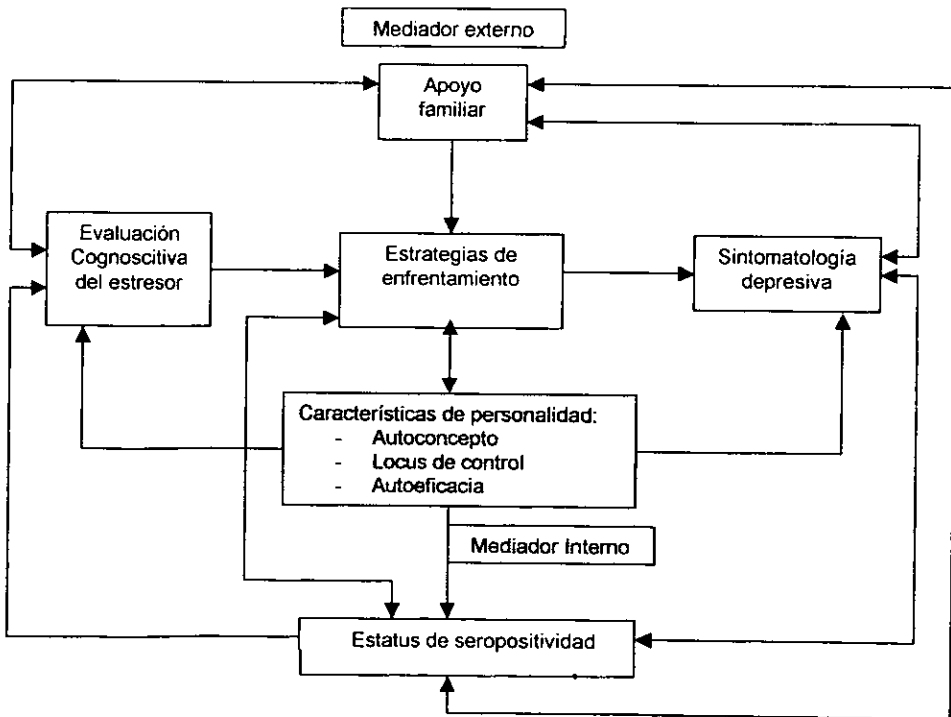 Mediador externo
Apoyo
familiar
Evaluación
Cognoscitiva
del estresor
Estrategias de
enfrentamiento
Sintomatología
depresiva
Características de personalidad:
- Autoconcepto
- Locus de control
- Autoeficacia
Mediador Interno
Estatus de seropositividad